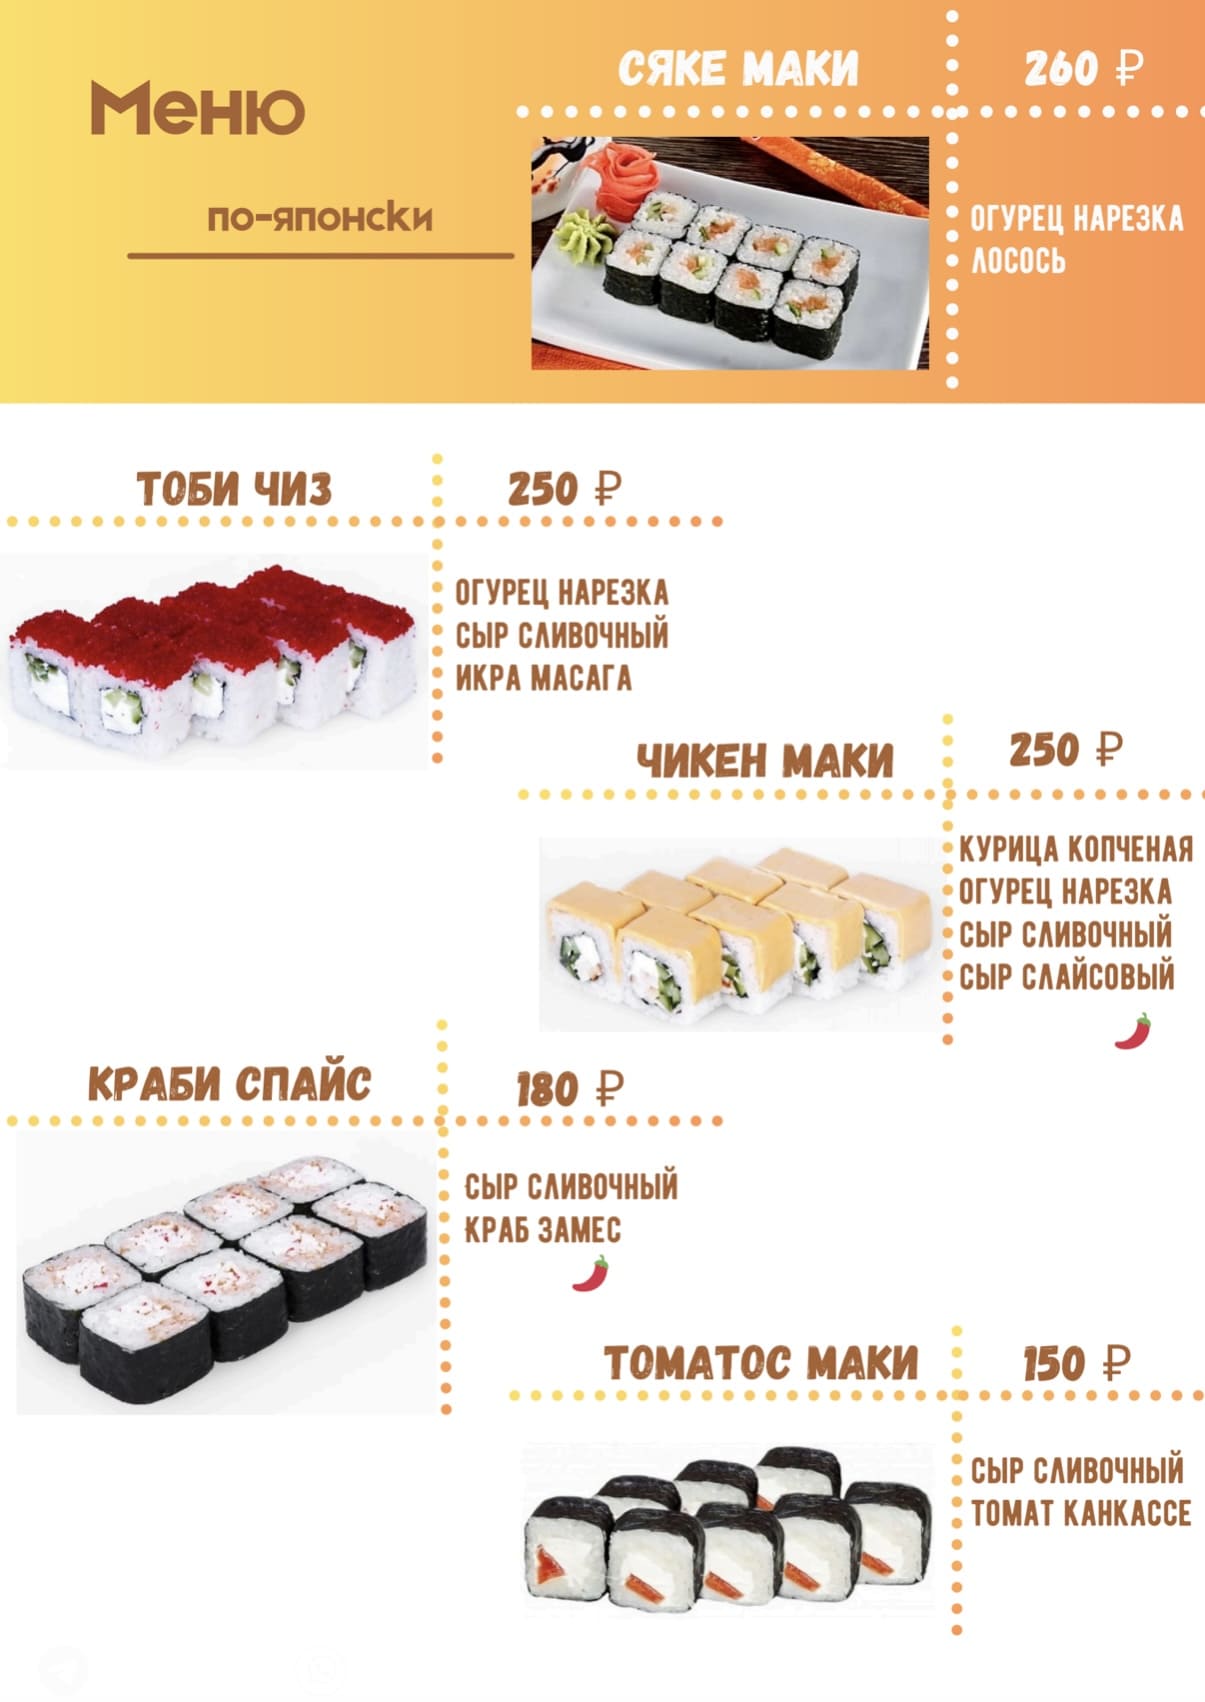 Меню
по-японски
СЯКЕ МАКИ
260 ₽
ОГУРЕЦ НАРЕЗКА
ЛОСОСЬ
ТОБИ ЧИЗ
250 ₽
ОГУРЕЦ НАРЕЗКА
СЫР СЛИВОЧНЫЙ
ИКРА МАСАГА
ЧИКЕН МАКИ
250 ₽
КУРИЦА КОПЧЕНАЯ
ОГУРЕЦ НАРЕЗКА
СЫР СЛИВОЧНЫЙ
СЫР СЛАЙСОВЫЙ
КРАБИ СПАЙС
180 ₽
СЫР СЛИВОЧНЫЙ
КРАБ ЗАМЕС
ТОМАТОС МАКИ
150 ₽
СЫР СЛИВОЧНЫЙ
ТОМАТ КАНКАССЕ